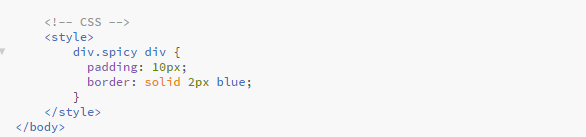 <!-- CSS -->
<style>
div.spicy div {
padding: 10px;
border: solid 2px blue;
}
</style>
</body>